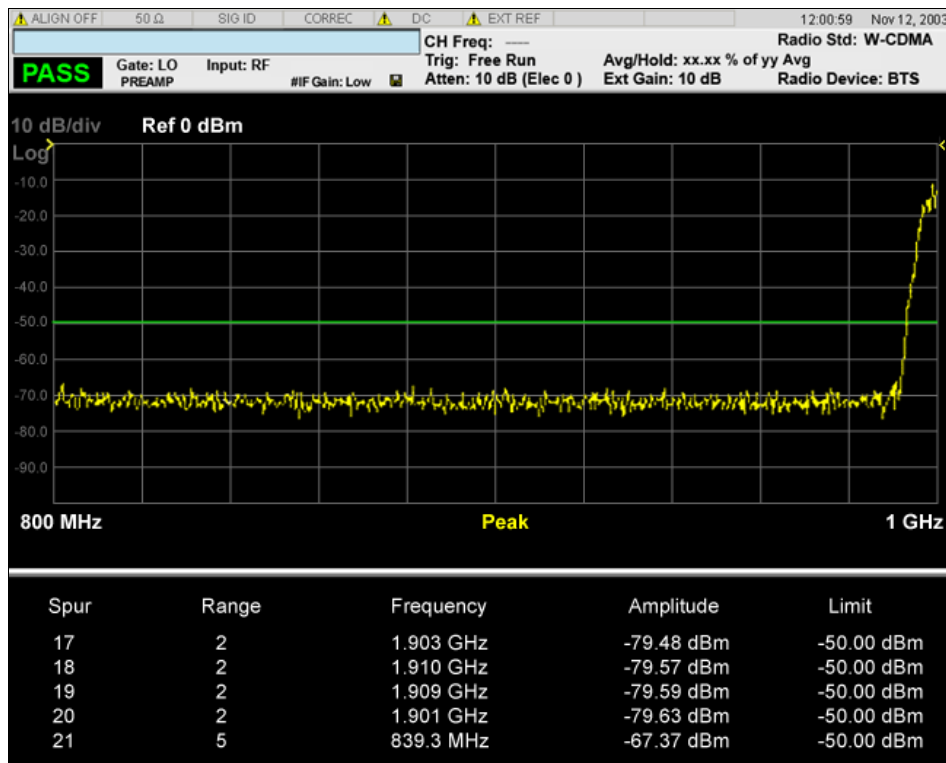 ALIGN OFF 50 Ω SIG ID CORREC DC EXT REF 12:00:59 Nov 12, 2003
CH Freq: ---- Radio Std: W-CDMA
PASS Gate: LO Input: RF Trig: Free Run Avg/Hold: xx.xx % of yy Avg
PREAMP #IF Gain: Low Atten: 10 dB (Elec 0 ) Ext Gain: 10 dB Radio Device: BTS
10 dB/div Ref 0 dBm
Log
-10.0
-20.0
-30.0
-40.0
-50.0
-60.0
-70.0
-80.0
-90.0
800 MHz Peak 1 GHz
Spur Range Frequency Amplitude Limit
17 2 1.903 GHz -79.48 dBm -50.00 dBm
18 2 1.910 GHz -79.57 dBm -50.00 dBm
19 2 1.909 GHz -79.59 dBm -50.00 dBm
20 2 1.901 GHz -79.63 dBm -50.00 dBm
21 5 839.3 MHz -67.37 dBm -50.00 dBm